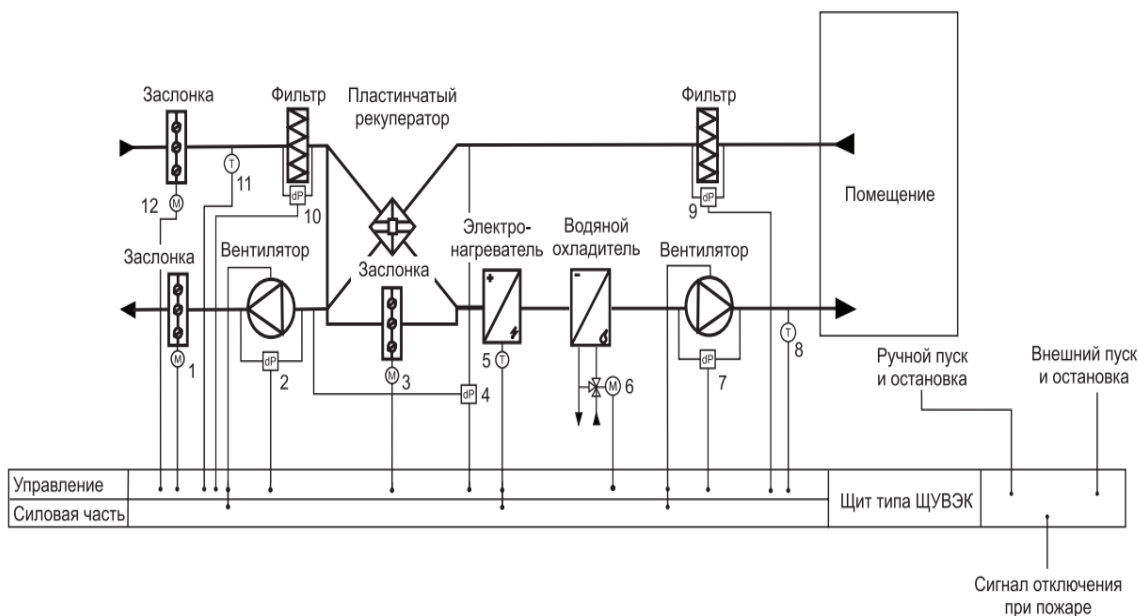 Заслонка
Фильтр
Пластинчатый
рекуператор
Фильтр
T
11
dP
10
12
M
dP
9
Помещение
Заслонка
Вентилятор
Заслонка
Электро-
нагреватель
Водяной
охладитель
Вентилятор
+
-
M
1
dP
2
M
3
dP
4
5
T
M
6
dP
7
T
8
Ручной пуск
и остановка
Внешний пуск
и остановка
Управление
Силовая часть
Щит типа ЩУВЭК
Сигнал отключения
при пожаре